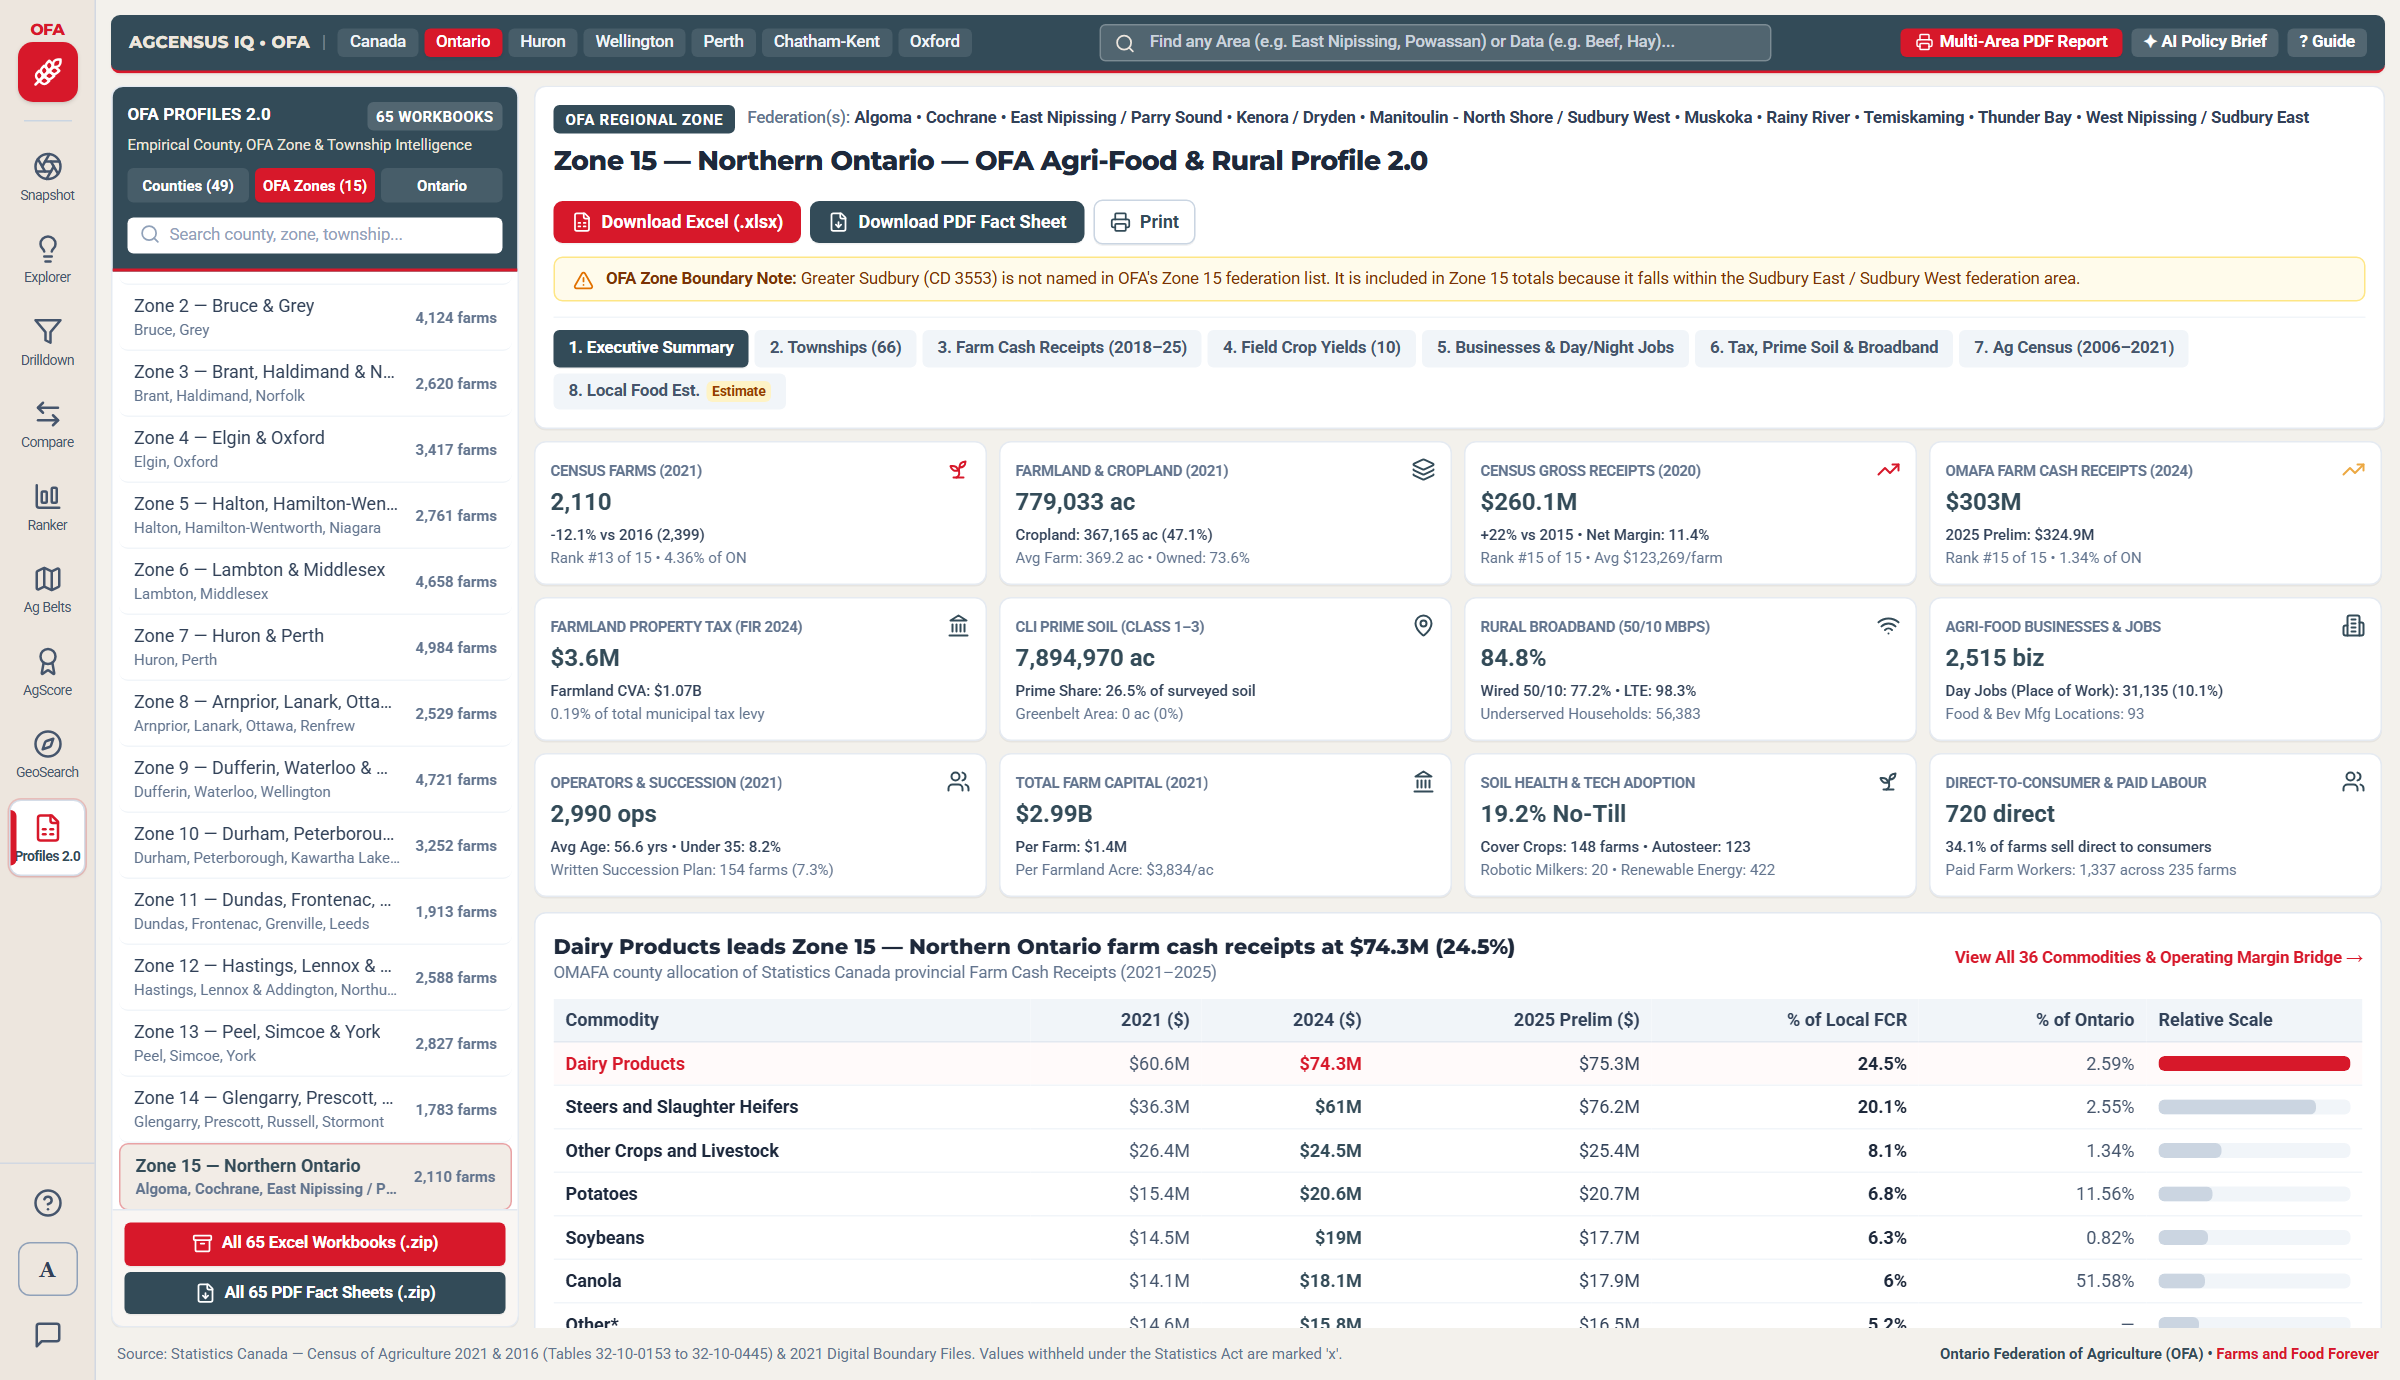 OFA
Snapshot
Explorer
Drilldown
Compare
Ranker
Ag Belts
AgScore
GeoSearch
Profiles 2.0
A
AGCENSUS IQ • OFA | Canada Ontario Huron Wellington Perth Chatham-Kent Oxford
Find any Area (e.g. East Nipissing, Powassan) or Data (e.g. Beef, Hay)...
Multi-Area PDF Report ✦ AI Policy Brief ? Guide
OFA PROFILES 2.0 65 WORKBOOKS
Empirical County, OFA Zone & Township Intelligence
Counties (49) OFA Zones (15) Ontario
Search county, zone, township...
Zone 2 — Bruce & Grey 4,124 farms
Bruce, Grey
Zone 3 — Brant, Haldimand & N... 2,620 farms
Brant, Haldimand, Norfolk
Zone 4 — Elgin & Oxford 3,417 farms
Elgin, Oxford
Zone 5 — Halton, Hamilton-Wen... 2,761 farms
Halton, Hamilton-Wentworth, Niagara
Zone 6 — Lambton & Middlesex 4,658 farms
Lambton, Middlesex
Zone 7 — Huron & Perth 4,984 farms
Huron, Perth
Zone 8 — Arnprior, Lanark, Otta... 2,529 farms
Arnprior, Lanark, Ottawa, Renfrew
Zone 9 — Dufferin, Waterloo & ... 4,721 farms
Dufferin, Waterloo, Wellington
Zone 10 — Durham, Peterborou... 3,252 farms
Durham, Peterborough, Kawartha Lake...
Zone 11 — Dundas, Frontenac, ... 1,913 farms
Dundas, Frontenac, Grenville, Leeds
Zone 12 — Hastings, Lennox & ... 2,588 farms
Hastings, Lennox & Addington, Northu...
Zone 13 — Peel, Simcoe & York 2,827 farms
Peel, Simcoe, York
Zone 14 — Glengarry, Prescott, ... 1,783 farms
Glengarry, Prescott, Russell, Stormont
Zone 15 — Northern Ontario 2,110 farms
Algoma, Cochrane, East Nipissing / P...
All 65 Excel Workbooks (.zip)
All 65 PDF Fact Sheets (.zip)
OFA REGIONAL ZONE Federation(s): Algoma • Cochrane • East Nipissing / Parry Sound • Kenora / Dryden • Manitoulin - North Shore / Sudbury West • Muskoka • Rainy River • Temiskaming • Thunder Bay • West Nipissing / Sudbury East
Zone 15 — Northern Ontario — OFA Agri-Food & Rural Profile 2.0
Download Excel (.xlsx) Download PDF Fact Sheet Print
OFA Zone Boundary Note: Greater Sudbury (CD 3553) is not named in OFA's Zone 15 federation list. It is included in Zone 15 totals because it falls within the Sudbury East / Sudbury West federation area.
1. Executive Summary 2. Townships (66) 3. Farm Cash Receipts (2018–25) 4. Field Crop Yields (10) 5. Businesses & Day/Night Jobs 6. Tax, Prime Soil & Broadband 7. Ag Census (2006–2021)
8. Local Food Est. Estimate
CENSUS FARMS (2021)
2,110
-12.1% vs 2016 (2,399)
Rank #13 of 15 • 4.36% of ON
FARMLAND & CROPLAND (2021)
779,033 ac
Cropland: 367,165 ac (47.1%)
Avg Farm: 369.2 ac • Owned: 73.6%
CENSUS GROSS RECEIPTS (2020)
$260.1M
+22% vs 2015 • Net Margin: 11.4%
Rank #15 of 15 • Avg $123,269/farm
OMAFA FARM CASH RECEIPTS (2024)
$303M
2025 Prelim: $324.9M
Rank #15 of 15 • 1.34% of ON
FARMLAND PROPERTY TAX (FIR 2024)
$3.6M
Farmland CVA: $1.07B
0.19% of total municipal tax levy
CLI PRIME SOIL (CLASS 1–3)
7,894,970 ac
Prime Share: 26.5% of surveyed soil
Greenbelt Area: 0 ac (0%)
RURAL BROADBAND (50/10 MBPS)
84.8%
Wired 50/10: 77.2% • LTE: 98.3%
Underserved Households: 56,383
AGRI-FOOD BUSINESSES & JOBS
2,515 biz
Day Jobs (Place of Work): 31,135 (10.1%)
Food & Bev Mfg Locations: 93
OPERATORS & SUCCESSION (2021)
2,990 ops
Avg Age: 56.6 yrs • Under 35: 8.2%
Written Succession Plan: 154 farms (7.3%)
TOTAL FARM CAPITAL (2021)
$2.99B
Per Farm: $1.4M
Per Farmland Acre: $3,834/ac
SOIL HEALTH & TECH ADOPTION
19.2% No-Till
Cover Crops: 148 farms • Autosteer: 123
Robotic Milkers: 20 • Renewable Energy: 422
DIRECT-TO-CONSUMER & PAID LABOUR
720 direct
34.1% of farms sell direct to consumers
Paid Farm Workers: 1,337 across 235 farms
Dairy Products leads Zone 15 — Northern Ontario farm cash receipts at $74.3M (24.5%)
OMAFA county allocation of Statistics Canada provincial Farm Cash Receipts (2021–2025)
View All 36 Commodities & Operating Margin Bridge →
Commodity 2021 ($) 2024 ($) 2025 Prelim ($) % of Local FCR % of Ontario Relative Scale
Dairy Products $60.6M $74.3M $75.3M 24.5% 2.59%
Steers and Slaughter Heifers $36.3M $61M $76.2M 20.1% 2.55%
Other Crops and Livestock $26.4M $24.5M $25.4M 8.1% 1.34%
Potatoes $15.4M $20.6M $20.7M 6.8% 11.56%
Soybeans $14.5M $19M $17.7M 6.3% 0.82%
Canola $14.1M $18.1M $17.9M 6% 51.58%
Other* $14.6M $15.8M $16.5M 5.2% —
Source: Statistics Canada — Census of Agriculture 2021 & 2016 (Tables 32-10-0153 to 32-10-0445) & 2021 Digital Boundary Files. Values withheld under the Statistics Act are marked 'x'.
Ontario Federation of Agriculture (OFA) • Farms and Food Forever